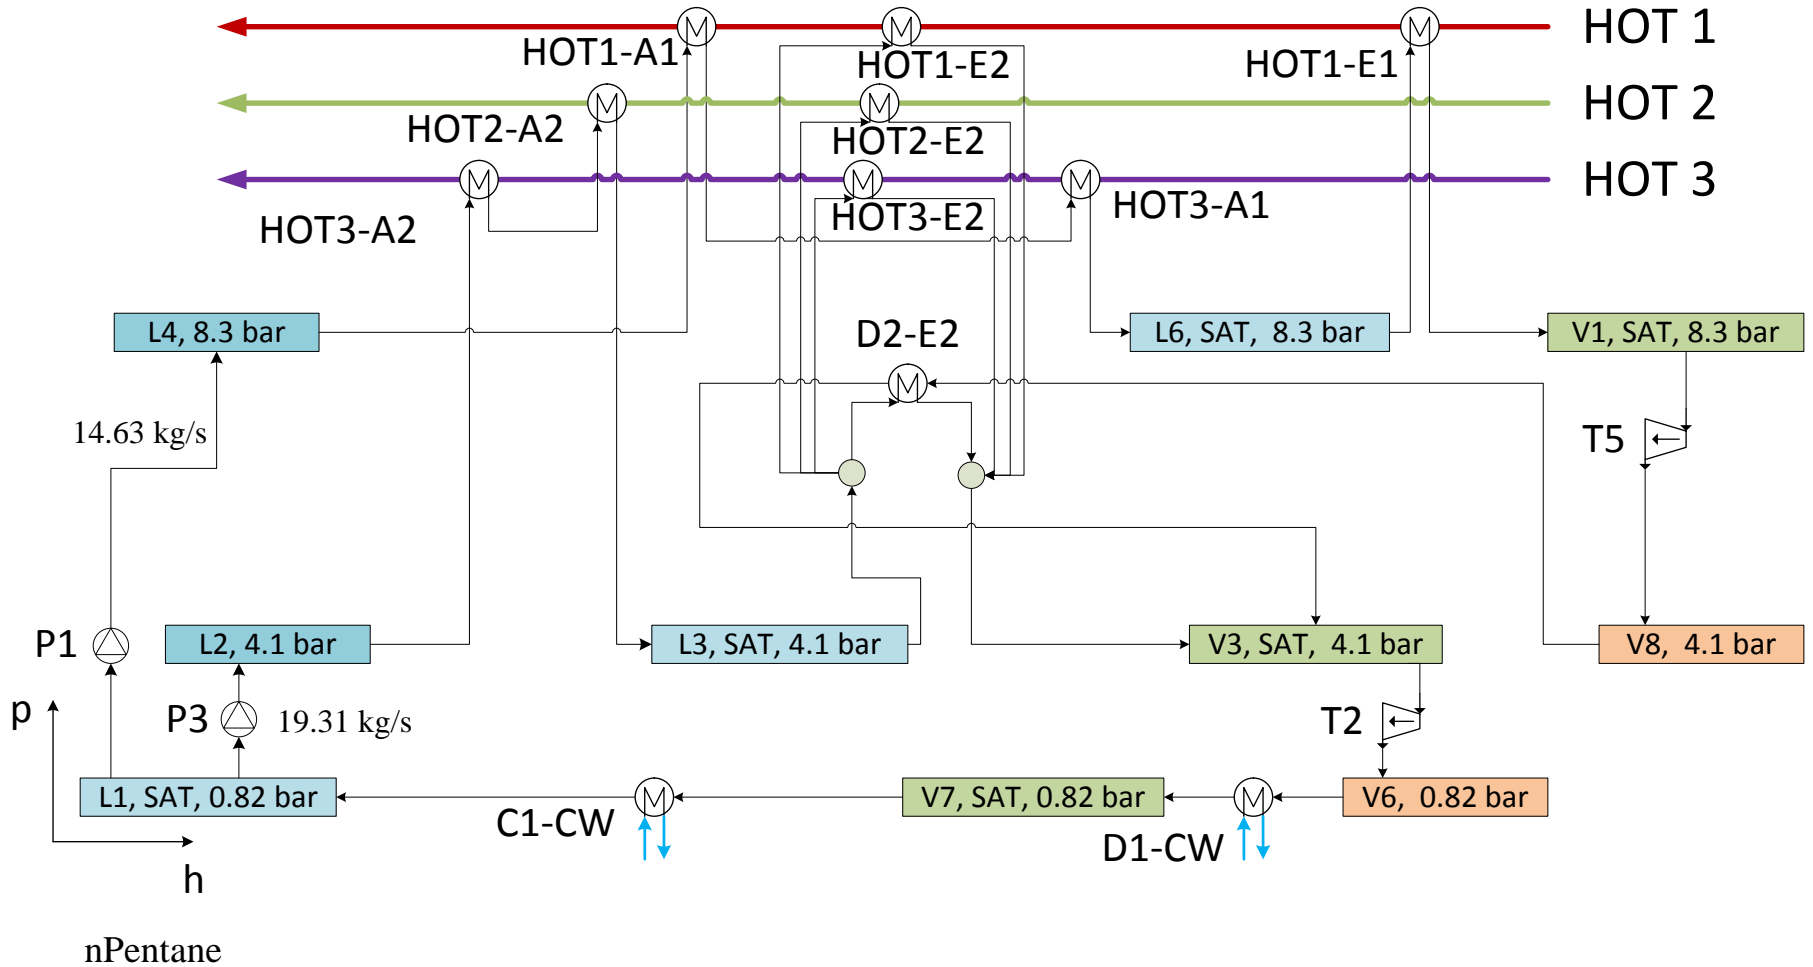 HOT 1
HOT1-A1
HOT1-E2
HOT1-E1
HOT 2
HOT2-A2
HOT2-E2
HOT 3
HOT3-A2
HOT3-E2
HOT3-A1
L4, 8.3 bar
D2-E2
L6, SAT, 8.3 bar
V1, SAT, 8.3 bar
14.63 kg/s
T5
P1
L2, 4.1 bar
L3, SAT, 4.1 bar
V3, SAT, 4.1 bar
V8, 4.1 bar
p
P3
19.31 kg/s
T2
L1, SAT, 0.82 bar
C1-CW
V7, SAT, 0.82 bar
D1-CW
V6, 0.82 bar
h
nPentane